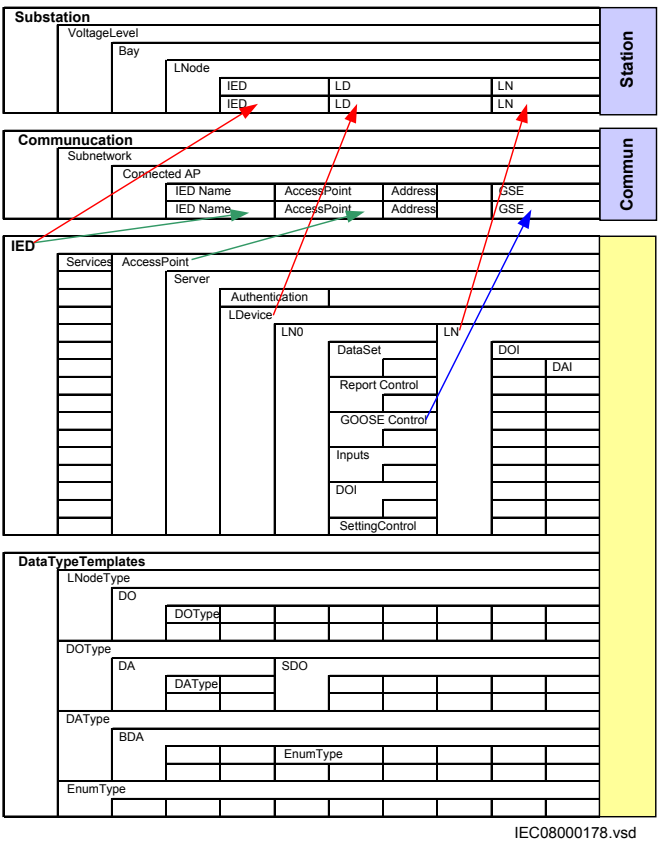 Substation
VoltageLevel
Bay
LNode
IED LD LN
IED LD LN
Station
Communucation
Subnetwork
Connected AP
IED Name AccessPoint Address GSE
IED Name AccessPoint Address GSE
Commun
IED
Services AccessPoint
Server
Authentication
LDevice
LN0 LN
DataSet DOI
DAI
Report Control
GOOSE Control
Inputs
DOI
SettingControl
DataTypeTemplates
LNodeType
DO
DOType
DOType
DA SDO
DAType
DAType
BDA
EnumType
EnumType
IEC08000178.vsd